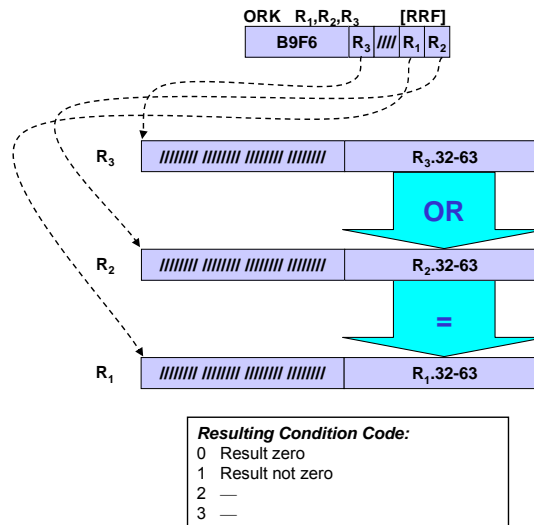 ORK R1,R2,R3 [RRF]
B9F6 R3 //// R1 R2
R3 //////// //////// //////// //////// R3.32-63
OR
R2 //////// //////// //////// //////// R2.32-63
=
R1 //////// //////// //////// //////// R1.32-63
Resulting Condition Code:
0 Result zero
1 Result not zero
2 —
3 —